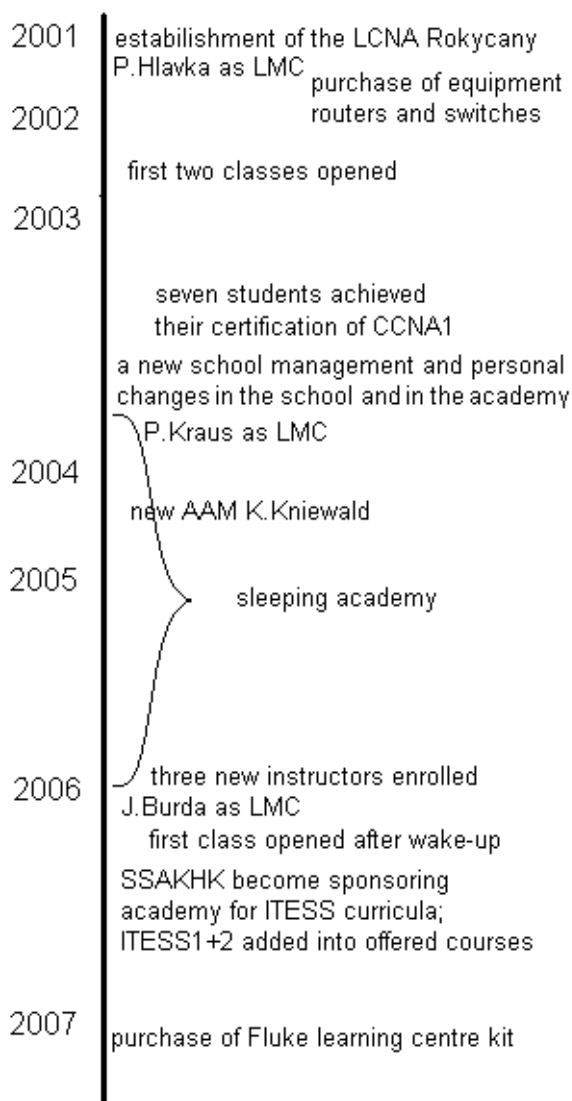 2001
estabilishment of the LCNA Rokycany
P.Hlavka as LMC
purchase of equipment
routers and switches
2002
first two classes opened
2003
seven students achieved
their certification of CCNA1
a new school management and personal
changes in the school and in the academy
P.Kraus as LMC
2004
new AAM K.Kniewald
2005
sleeping academy
three new instructors enrolled
2006
J.Burda as LMC
first class opened after wake-up
SSAKHK become sponsoring
academy for ITESS curricula;
ITESS1+2 added into offered courses
2007
purchase of Fluke learning centre kit